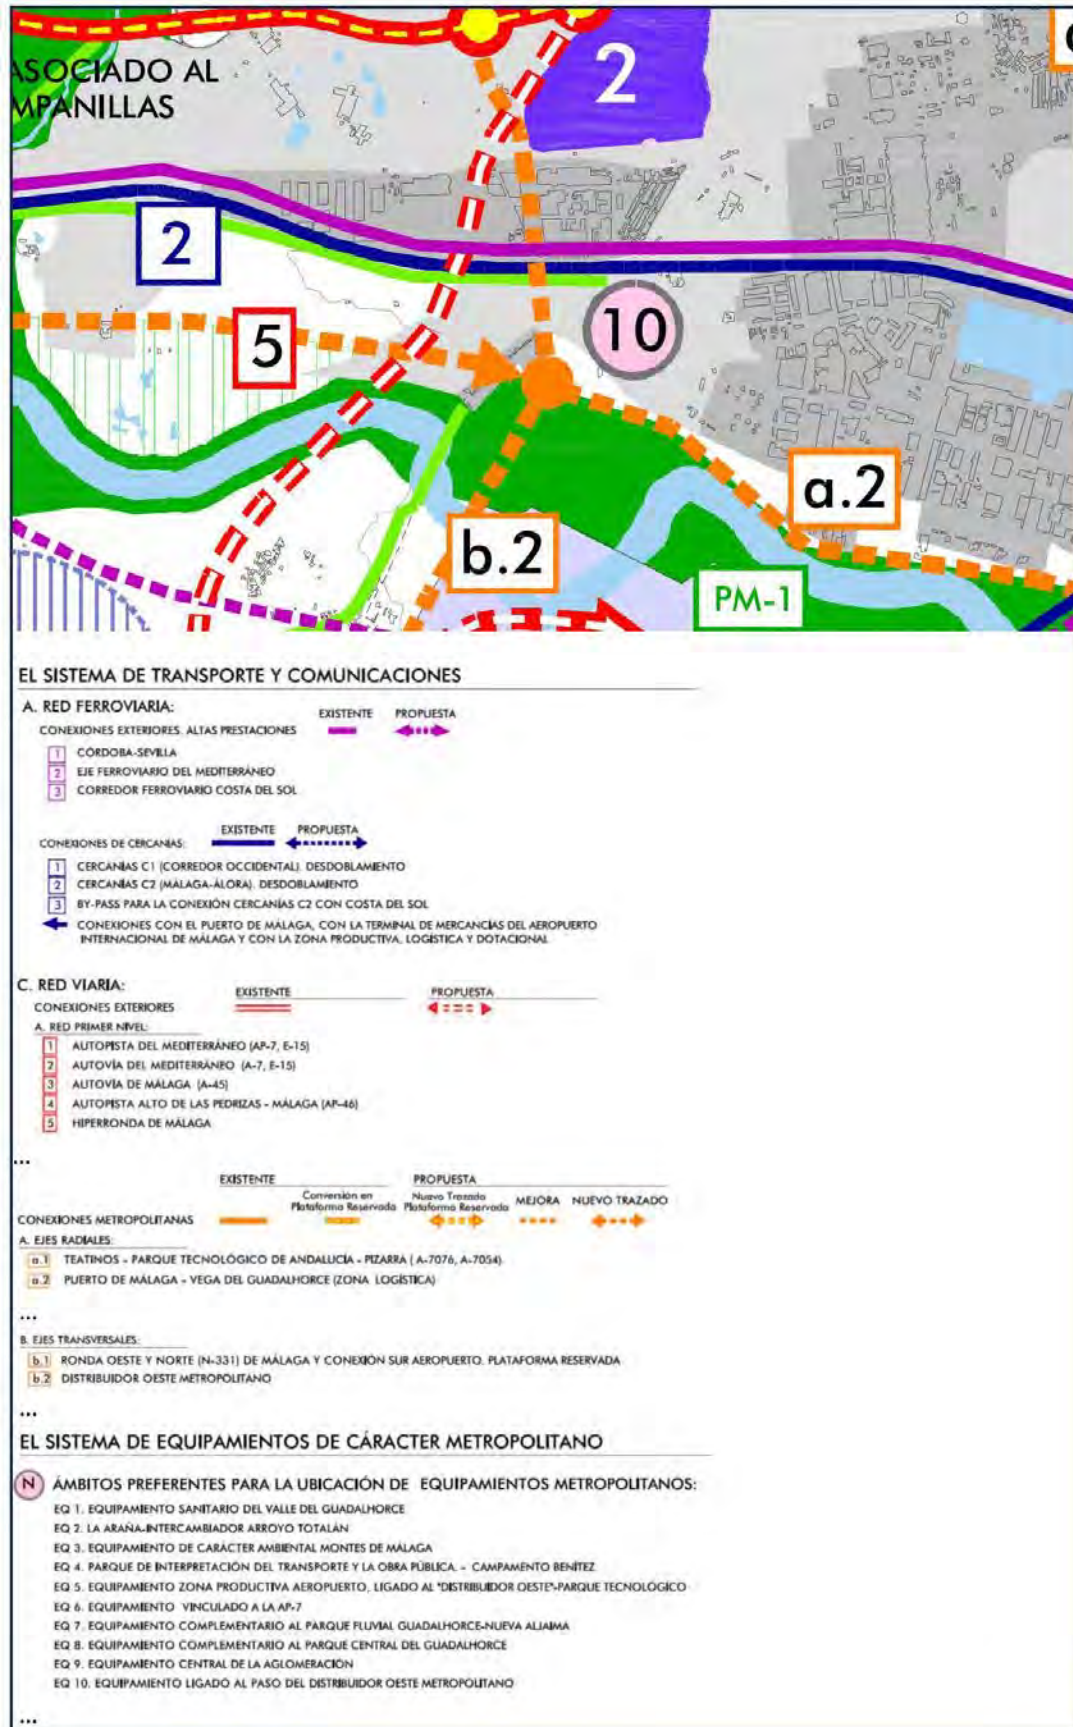 ASOCIADO AL
MPANILLAS
2
2
5
10
a.2
b.2
PM-1
EL SISTEMA DE TRANSPORTE Y COMUNICACIONES
A. RED FERROVIARIA:
EXISTENTE PROPUESTA
CONEXIONES EXTERIORES. ALTAS PRESTACIONES
1 CÓRDOBA-SEVILLA
2 EJE FERROVIARIO DEL MEDITERRÁNEO
3 CORREDOR FERROVIARIO COSTA DEL SOL
EXISTENTE PROPUESTA
CONEXIONES DE CERCANÍAS:
1 CERCANÍAS C1 (CORREDOR OCCIDENTAL). DESDOBLAMIENTO
2 CERCANÍAS C2 (MÁLAGA-ÁLORA). DESDOBLAMIENTO
3 BY-PASS PARA LA CONEXIÓN CERCANÍAS C2 CON COSTA DEL SOL
CONEXIONES CON EL PUERTO DE MÁLAGA, CON LA TERMINAL DE MERCANCÍAS DEL AEROPUERTO
INTERNACIONAL DE MÁLAGA Y CON LA ZONA PRODUCTIVA, LOGÍSTICA Y DOTACIONAL
C. RED VIARIA:
EXISTENTE PROPUESTA
CONEXIONES EXTERIORES
A. RED PRIMER NIVEL:
1 AUTOPISTA DEL MEDITERRÁNEO (AP-7, E-15)
2 AUTOVÍA DEL MEDITERRÁNEO (A-7, E-15)
3 AUTOVÍA DE MÁLAGA (A-45)
4 AUTOPISTA ALTO DE LAS PEDRIZAS - MÁLAGA (AP-46)
5 HIPERRONDA DE MÁLAGA
...
EXISTENTE PROPUESTA
Conversión en Plataforma Reservada Nuevo Trazado Plataforma Reservada MEJORA NUEVO TRAZADO
CONEXIONES METROPOLITANAS
A. EJES RADIALES:
a.1 TEATINOS - PARQUE TECNOLÓGICO DE ANDALUCÍA - PIZARRA ( A-7076, A-7054)
a.2 PUERTO DE MÁLAGA - VEGA DEL GUADALHORCE (ZONA LOGÍSTICA)
...
B. EJES TRANSVERSALES:
b.1 RONDA OESTE Y NORTE (N-331) DE MÁLAGA Y CONEXIÓN SUR AEROPUERTO. PLATAFORMA RESERVADA
b.2 DISTRIBUIDOR OESTE METROPOLITANO
...
EL SISTEMA DE EQUIPAMIENTOS DE CÁRACTER METROPOLITANO
N ÁMBITOS PREFERENTES PARA LA UBICACIÓN DE EQUIPAMIENTOS METROPOLITANOS:
EQ 1. EQUIPAMIENTO SANITARIO DEL VALLE DEL GUADALHORCE
EQ 2. LA ARAÑA-INTERCAMBIADOR ARROYO TOTALÁN
EQ 3. EQUIPAMIENTO DE CARÁCTER AMBIENTAL MONTES DE MÁLAGA
EQ 4. PARQUE DE INTERPRETACIÓN DEL TRANSPORTE Y LA OBRA PÚBLICA. - CAMPAMENTO BENÍTEZ
EQ 5. EQUIPAMIENTO ZONA PRODUCTIVA AEROPUERTO, LIGADO AL "DISTRIBUIDOR OESTE"-PARQUE TECNOLÓGICO
EQ 6. EQUIPAMIENTO VINCULADO A LA AP-7
EQ 7. EQUIPAMIENTO COMPLEMENTARIO AL PARQUE FLUVIAL GUADALHORCE-NUEVA ALJAIMA
EQ 8. EQUIPAMIENTO COMPLEMENTARIO AL PARQUE CENTRAL DEL GUADALHORCE
EQ 9. EQUIPAMIENTO CENTRAL DE LA AGLOMERACIÓN
EQ 10. EQUIPAMIENTO LIGADO AL PASO DEL DISTRIBUIDOR OESTE METROPOLITANO
...